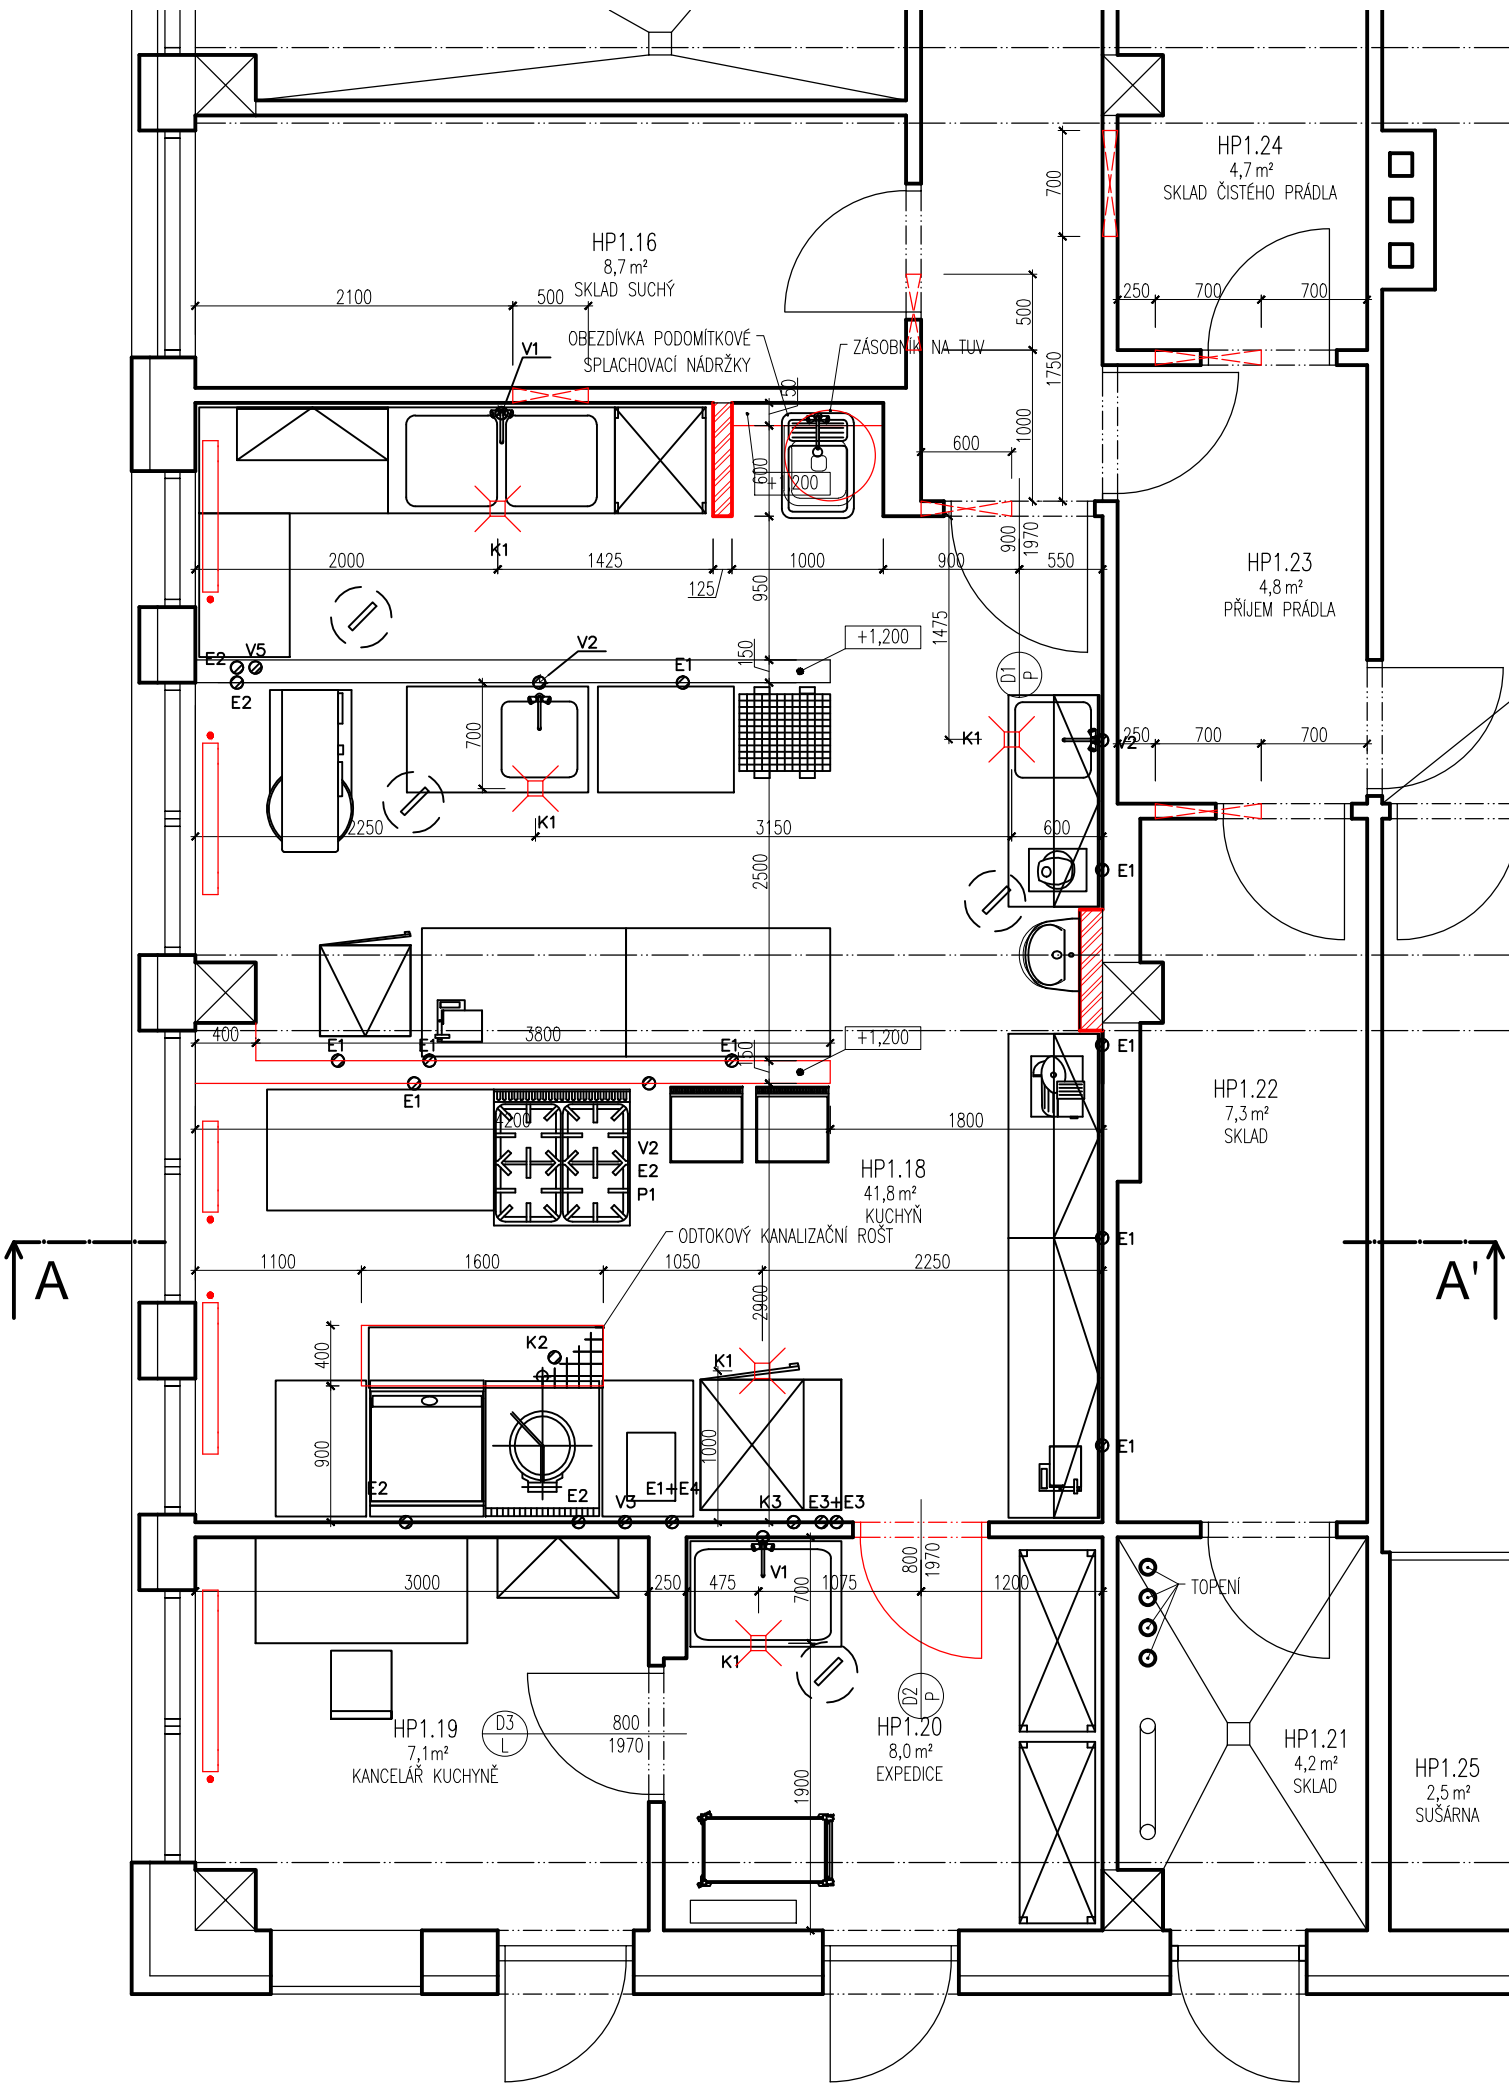 HP1.24
4,7 m²
SKLAD ČISTÉHO PRÁDLA
700
HP1.16
8,7 m²
SKLAD SUCHÝ
2100
500
250
700
700
500
OBEZDÍVKA PODOMÍTKOVÉ
SPLACHOVACÍ NÁDRŽKY
V1
ZÁSOBNÍK NA TUV
1750
50
1000
600
600
+1,200
K1
2000
1425
125
1000
900
550
950
900
1970
HP1.23
4,8 m²
PŘÍJEM PRÁDLA
1475
+1,200
150
E2
V5
E2
V2
E1
D1
P
700
K1
V2
250
700
700
K1
2250
3150
600
2500
E1
400
3800
+1,200
150
E1
E1
E1
E1
E1
4200
1800
V2
E2
P1
HP1.18
41,8 m²
KUCHYŇ
HP1.22
7,3 m²
SKLAD
ODTOKOVÝ KANALIZAČNÍ ROŠT
E1
A
A'
1100
1600
1050
2250
2900
400
K2
K1
900
1000
E1
E2
E2
V3
E1+E4
K3
E3+E3
3000
250
475
V1
700
1075
800
1970
1200
TOPENÍ
K1
HP1.19
7,1 m²
KANCELÁŘ KUCHYNĚ
D3
L
800
1970
D2
P
HP1.20
8,0 m²
EXPEDICE
1900
HP1.21
4,2 m²
SKLAD
HP1.25
2,5 m²
SUŠÁRNA